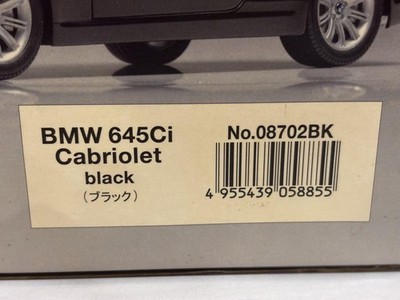 BMW 645Ci
Cabriolet
black
(ブラック)
No.08702BK
4 955439 058855